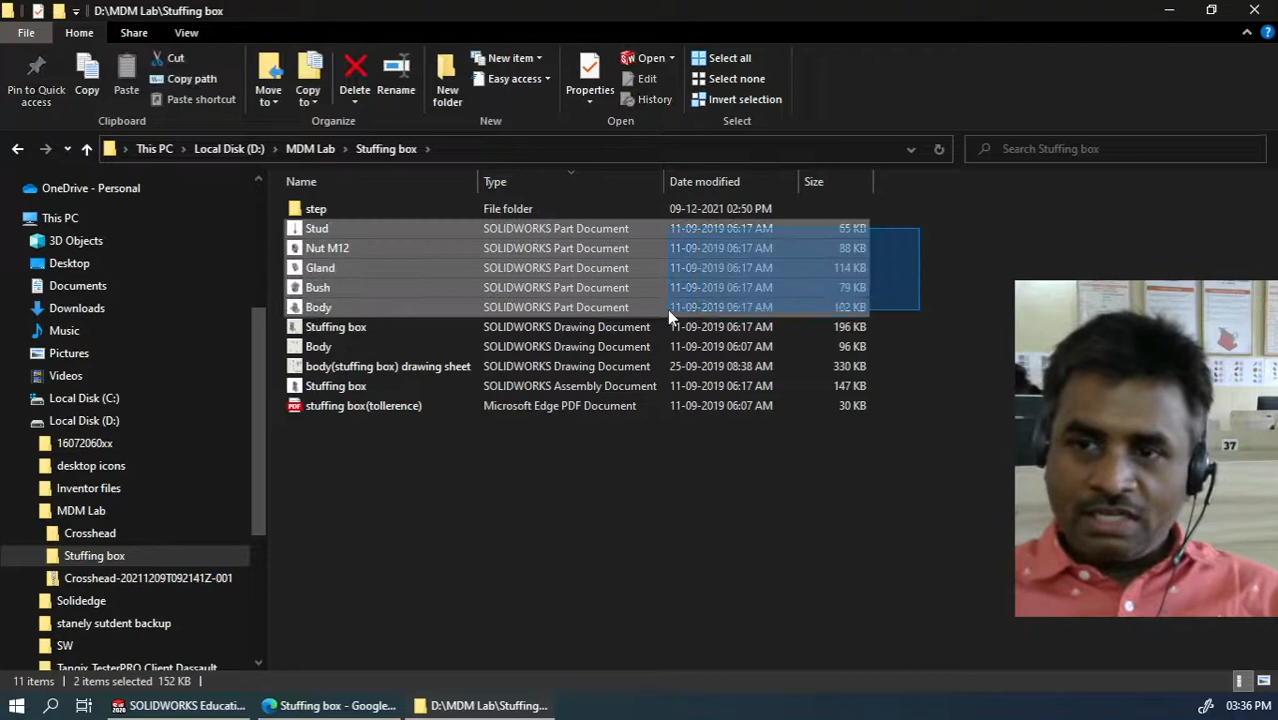 D:\MDM Lab\Stuffing box
File Home Share View
Pin to Quick access
Copy
Paste
Cut
Copy path
Paste shortcut
Clipboard
Move to
Copy to
Delete
Rename
Organize
New folder
New item
Easy access
New
Properties
Open
Edit
History
Open
Select all
Select none
Invert selection
Select
This PC > Local Disk (D:) > MDM Lab > Stuffing box >
Search Stuffing box
OneDrive - Personal
This PC
3D Objects
Desktop
Documents
Downloads
Music
Pictures
Videos
Local Disk (C:)
Local Disk (D:)
16072060xx
desktop icons
Inventor files
MDM Lab
Crosshead
Stuffing box
Crosshead-20211209T092141Z-001
Solidedge
stanely sutdent backup
SW
Tangix TesterPRO Client Dassault
Name Type Date modified Size
step File folder 09-12-2021 02:50 PM
Stud SOLIDWORKS Part Document 11-09-2019 06:17 AM 65 KB
Nut M12 SOLIDWORKS Part Document 11-09-2019 06:17 AM 88 KB
Gland SOLIDWORKS Part Document 11-09-2019 06:17 AM 114 KB
Bush SOLIDWORKS Part Document 11-09-2019 06:17 AM 79 KB
Body SOLIDWORKS Part Document 11-09-2019 06:17 AM 102 KB
Stuffing box SOLIDWORKS Drawing Document 11-09-2019 06:17 AM 196 KB
Body SOLIDWORKS Drawing Document 11-09-2019 06:07 AM 96 KB
body(stuffing box) drawing sheet SOLIDWORKS Drawing Document 25-09-2019 08:38 AM 330 KB
Stuffing box SOLIDWORKS Assembly Document 11-09-2019 06:17 AM 147 KB
stuffing box(tollerence) Microsoft Edge PDF Document 11-09-2019 06:07 AM 30 KB
37
11 items 2 items selected 152 KB
SOLIDWORKS Educati...
Stuffing box - Google...
D:\MDM Lab\Stuffing...
03:36 PM